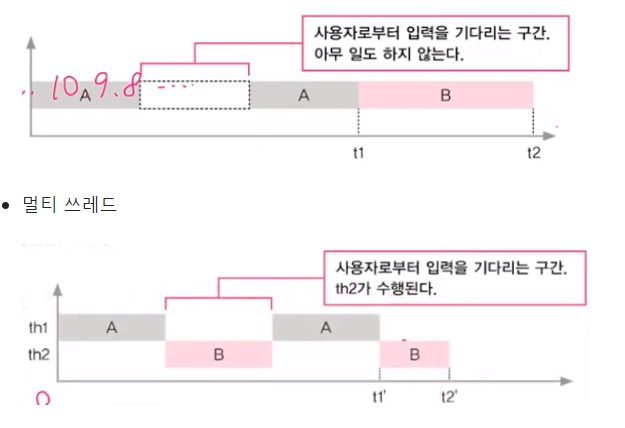 사용자로부터 입력을 기다리는 구간.
아무 일도 하지 않는다.
10 9.8 ....
A A B
t1 t2
• 멀티 쓰레드
사용자로부터 입력을 기다리는 구간.
th2가 수행된다.
th1 A A
th2 B B
t1' t2'